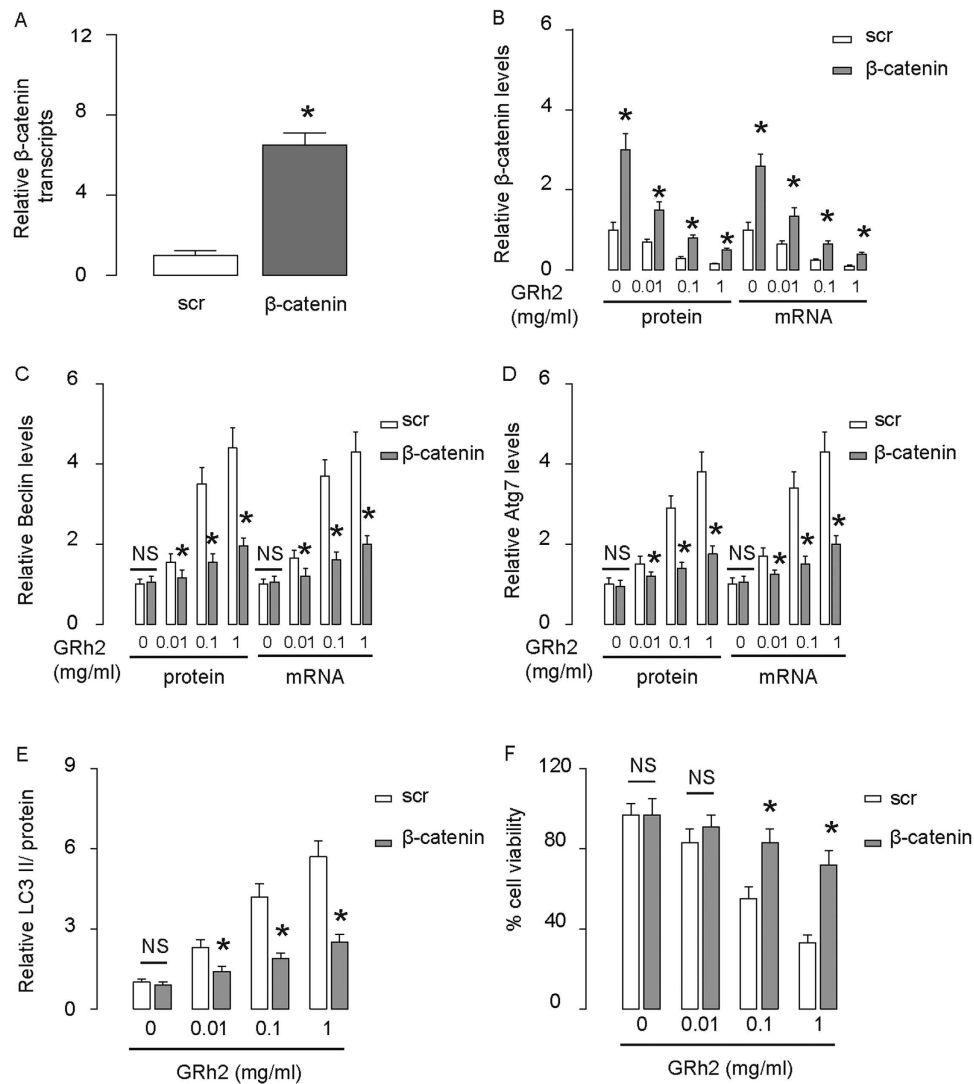 A
Relative β-catenin
transcripts
12
8
4
0
*
scr
β-catenin
B
Relative β-catenin levels
6
4
2
0
scr
β-catenin
* * * * * * * *
0 0.01 0.1 1 0 0.01 0.1 1
GRh2
(mg/ml)
protein mRNA
C
Relative Beclin levels
6
4
2
0
scr
β-catenin
NS * * * NS * * *
0 0.01 0.1 1 0 0.01 0.1 1
GRh2
(mg/ml)
protein mRNA
D
Relative Atg7 levels
6
4
2
0
scr
β-catenin
NS * * * NS * * *
0 0.01 0.1 1 0 0.01 0.1 1
GRh2
(mg/ml)
protein mRNA
E
Relative LC3 II/ protein
9
6
3
0
scr
β-catenin
NS * * *
0 0.01 0.1 1
GRh2 (mg/ml)
F
% cell viability
120
80
40
0
scr
β-catenin
NS NS * *
0 0.01 0.1 1
GRh2 (mg/ml)